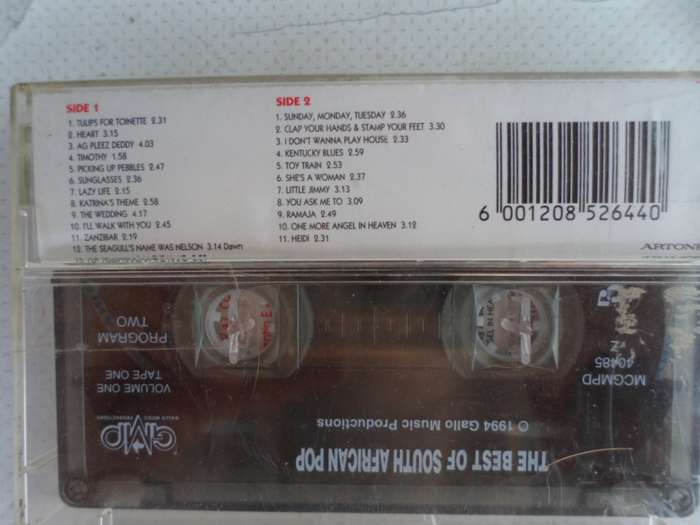 SIDE 1
1. TULIPS FOR TOINETTE 2.31
2. HEART 3.15
3. AG PLEEZ DEDDY 4.03
4. TIMOTHY 1.58
5. PICKING UP PEBBLES 2.47
6. SUNGLASSES 2.36
7. LAZY LIFE 2.15
8. KATRINA'S THEME 2.58
9. THE WEDDING 4.17
10. I'LL WALK WITH YOU 2.45
11. ZANZIBAR 2.19
12. THE SEAGULL'S NAME WAS NELSON 3.14 Dawn
SIDE 2
1. SUNDAY, MONDAY, TUESDAY 2.36
2. CLAP YOUR HANDS & STAMP YOUR FEET 3.30
3. I DON'T WANNA PLAY HOUSE 2.33
4. KENTUCKY BLUES 2.59
5. TOY TRAIN 2.53
6. SHE'S A WOMAN 2.37
7. LITTLE JIMMY 3.13
8. YOU ASK ME TO 3.09
9. RAMAJA 2.49
10. ONE MORE ANGEL IN HEAVEN 3.12
11. HEIDI 2.31
6 001208 526440
THE BEST OF SOUTH AFRICAN POP
© 1994 Gallo Music Productions
GMP
GALLO MUSIC PRODUCTIONS
VOLUME ONE
TAPE ONE
PROGRAM
TWO
MCGMPD
40485